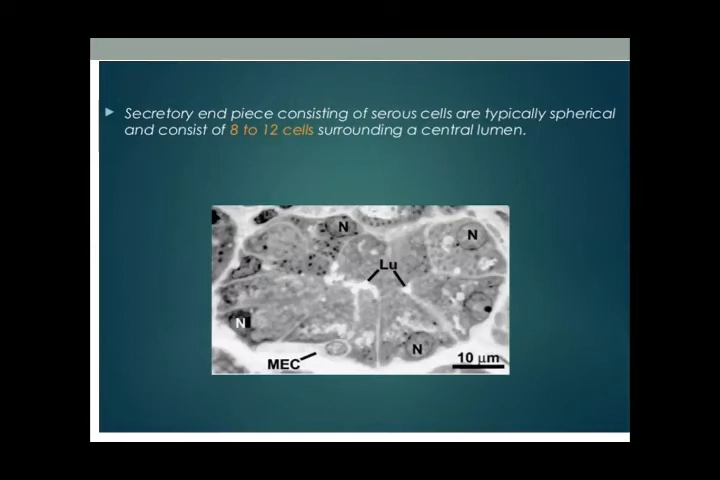 Secretory end piece consisting of serous cells are typically spherical
and consist of 8 to 12 cells surrounding a central lumen.
N
N
Lu
N
N
MEC
10 µm